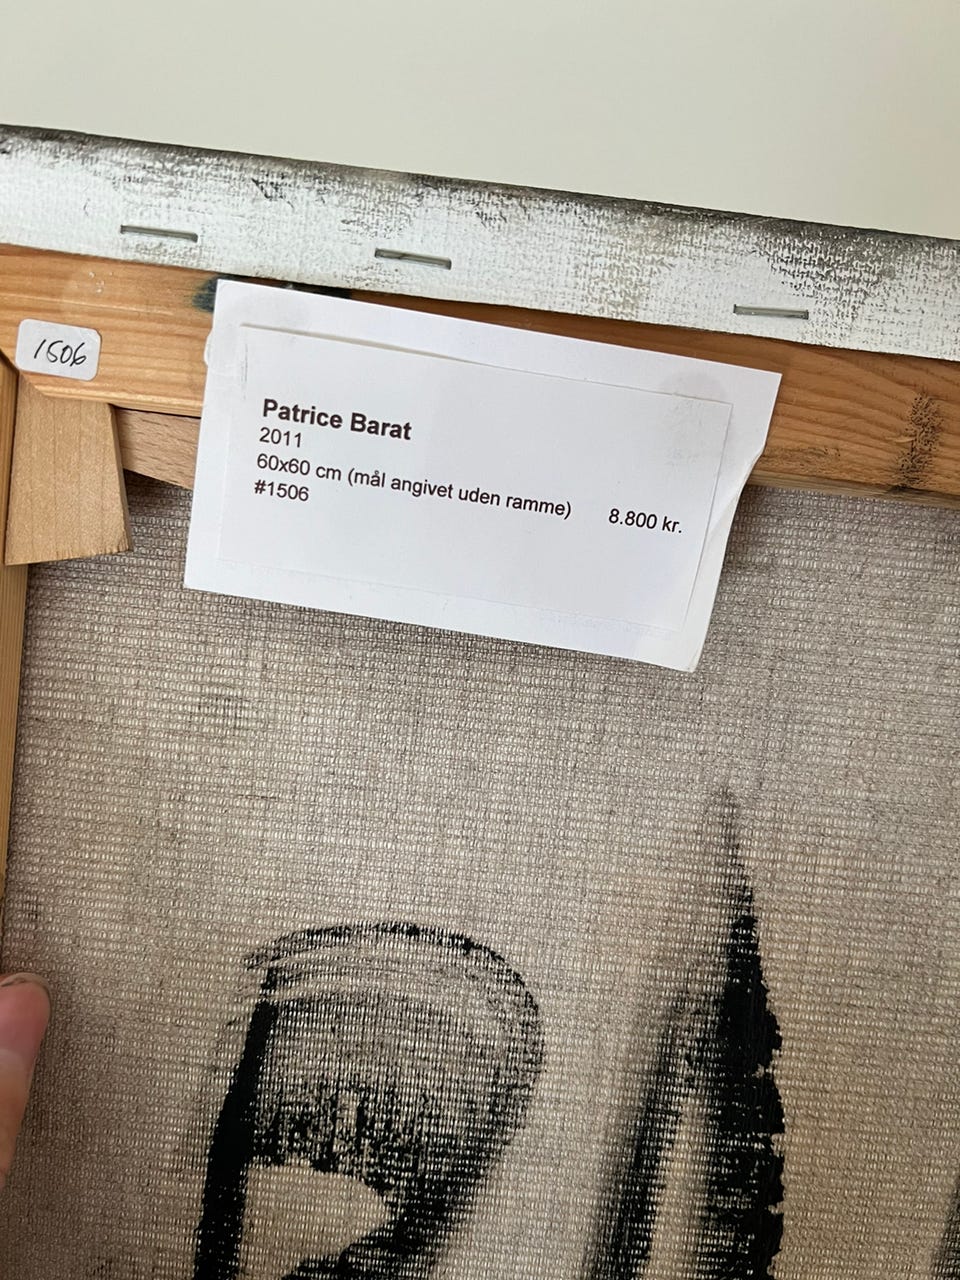 1506
Patrice Barat
2011
60x60 cm (mål angivet uden ramme) 8.800 kr.
#1506